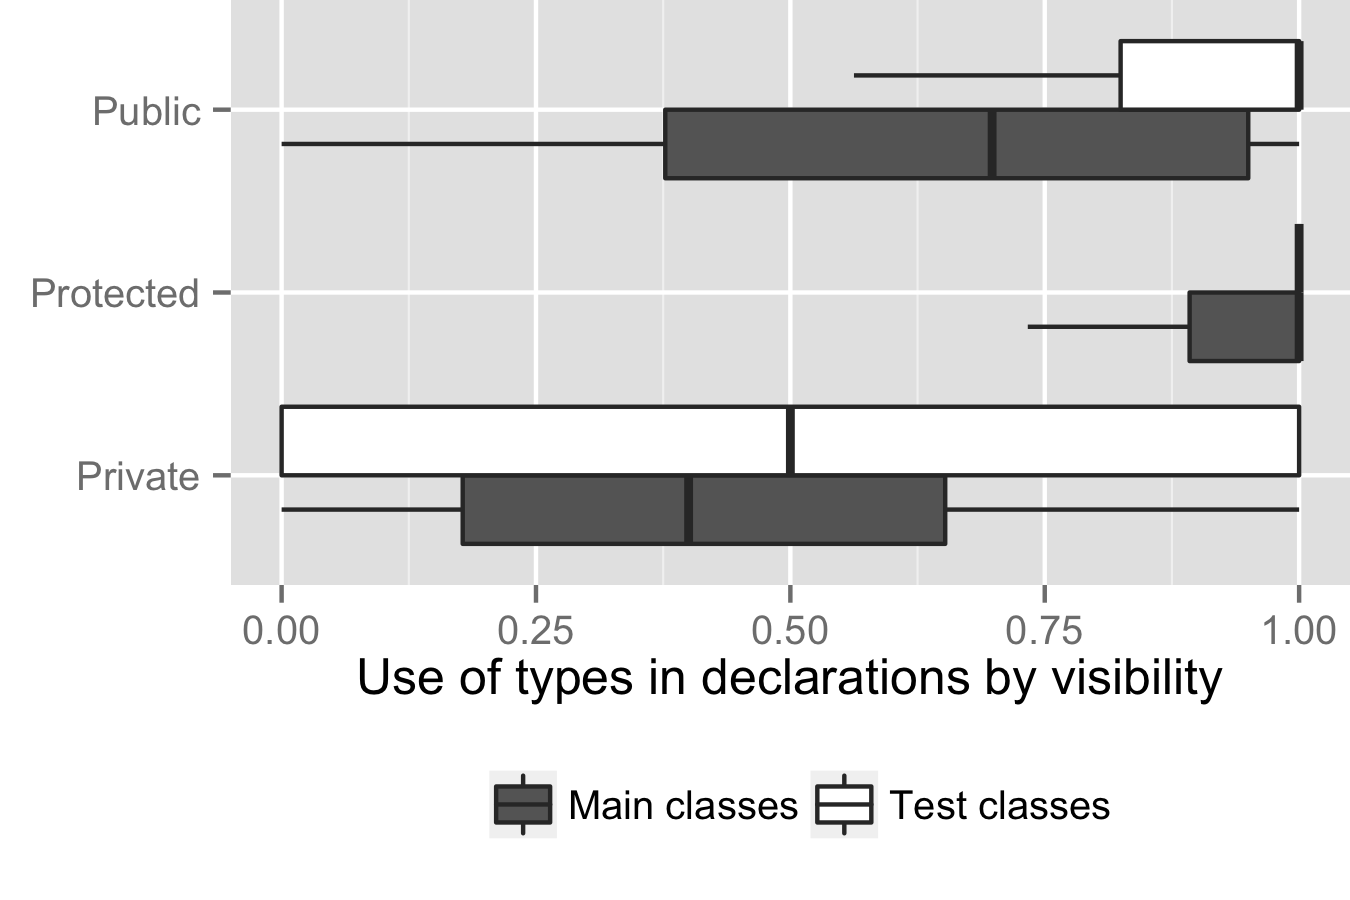 Public
Protected
Private
0.00 0.25 0.50 0.75 1.00
Use of types in declarations by visibility
Main classes Test classes